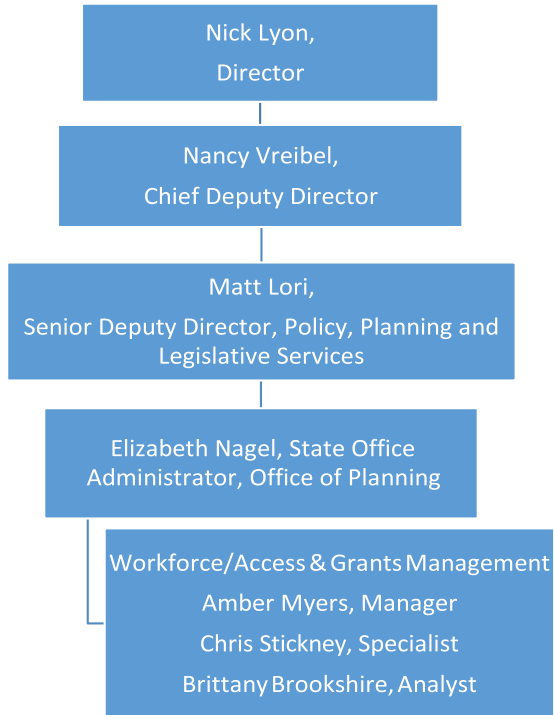 Nick Lyon,
Director
Nancy Vreibel,
Chief Deputy Director
Matt Lori,
Senior Deputy Director, Policy, Planning and
Legislative Services
Elizabeth Nagel, State Office
Administrator, Office of Planning
Workforce/Access & Grants Management
Amber Myers, Manager
Chris Stickney, Specialist
Brittany Brookshire, Analyst